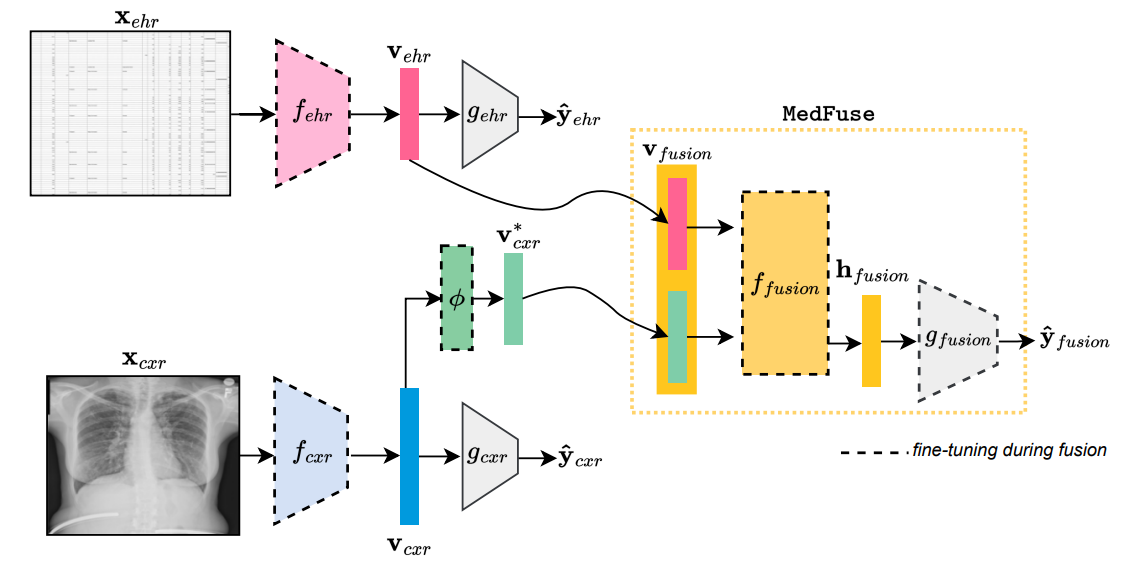 x_ehr
f_ehr
v_ehr
g_ehr
ŷ_ehr
MedFuse
v_fusion
v*_cxr
ϕ
f_fusion
h_fusion
g_fusion
ŷ_fusion
x_cxr
f_cxr
v_cxr
g_cxr
ŷ_cxr
fine-tuning during fusion